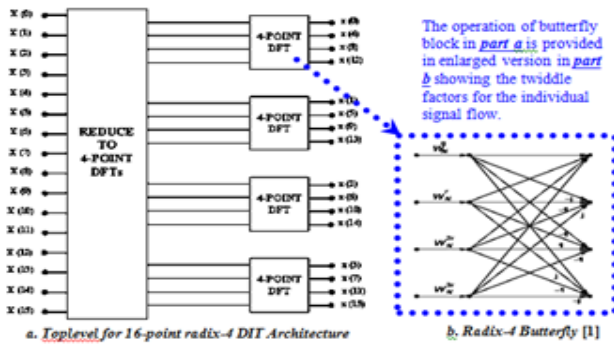 X (0)
X (1)
X (2)
X (3)
X (4)
X (5)
X (6)
X (7)
X (8)
X (9)
X (10)
X (11)
X (12)
X (13)
X (14)
X (15)
REDUCE
TO
4-POINT
DFTs
4-POINT
DFT
x (0)
x (4)
x (8)
x (12)
4-POINT
DFT
x (1)
x (5)
x (9)
x (13)
4-POINT
DFT
x (2)
x (10)
x (14)
4-POINT
DFT
x (3)
x (7)
x (11)
x (15)
a. Toplevel for 16-point radix-4 DIT Architecture
The operation of butterfly
block in part a is provided
in enlarged version in part
b showing the twiddle
factors for the individual
signal flow.
b. Radix-4 Butterfly [1]